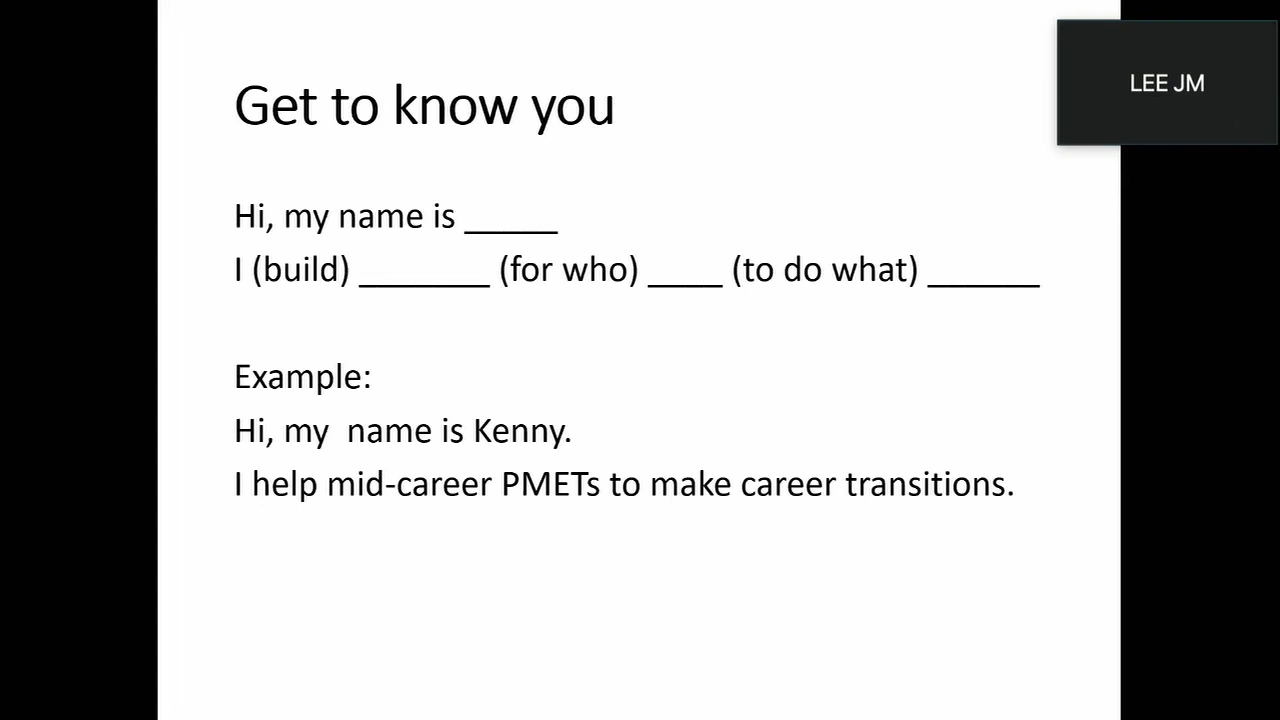 Get to know you
LEE JM
Hi, my name is _____
I (build) _______ (for who) ____ (to do what) ______
Example:
Hi, my  name is Kenny.
I help mid-career PMETs to make career transitions.